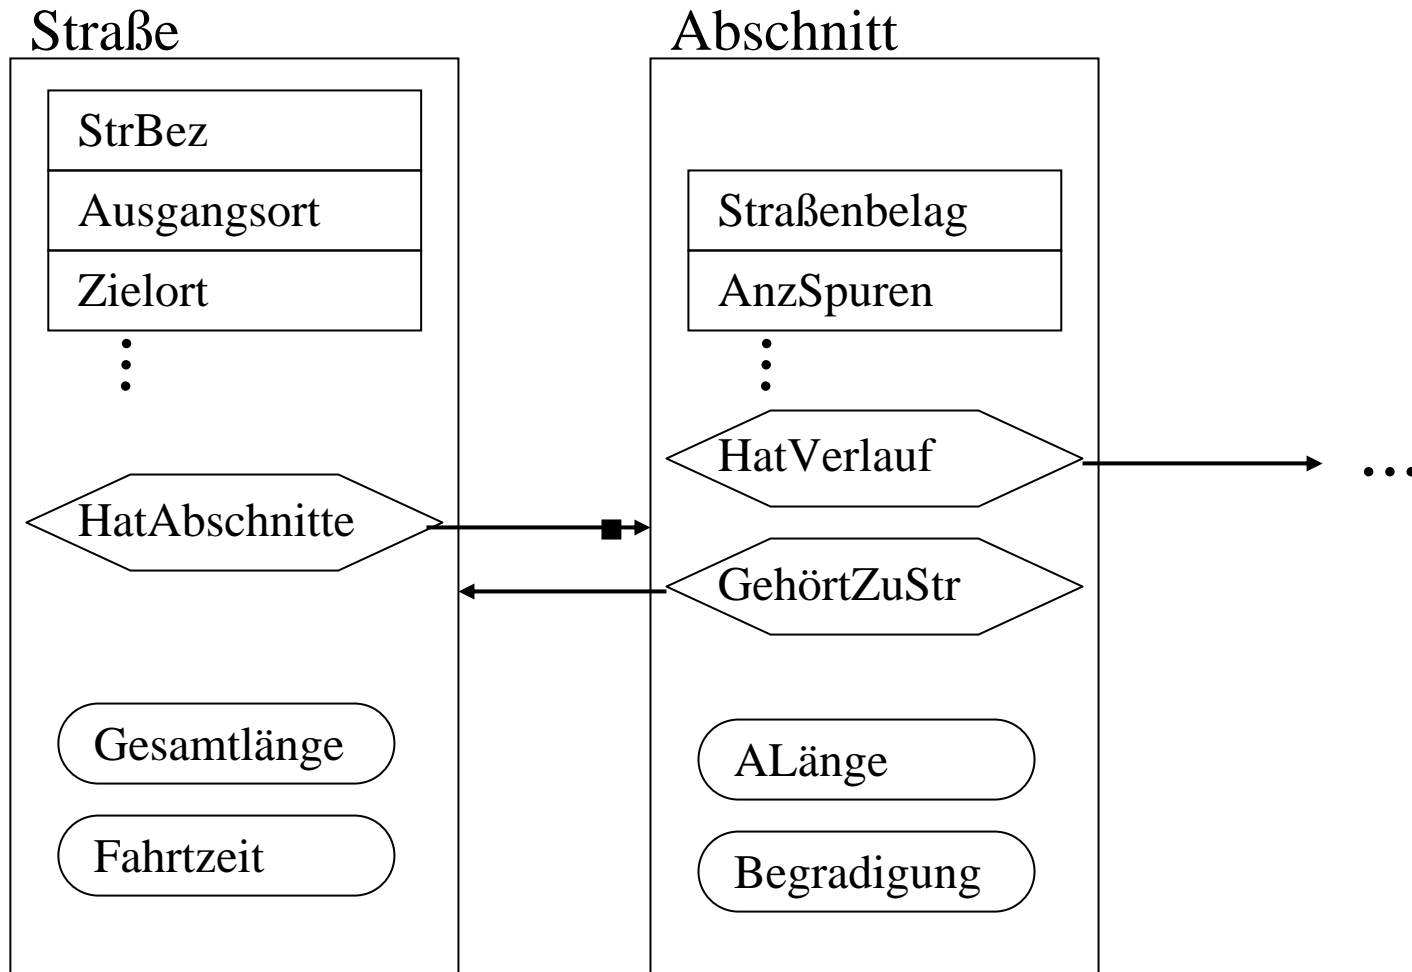 Straße
StrBez
Ausgangsort
Zielort
HatAbschnitte
Gesamtlänge
Fahrtzeit
Abschnitt
Straßenbelag
AnzSpuren
HatVerlauf
GehörtZuStr
ALänge
Begradigung
...